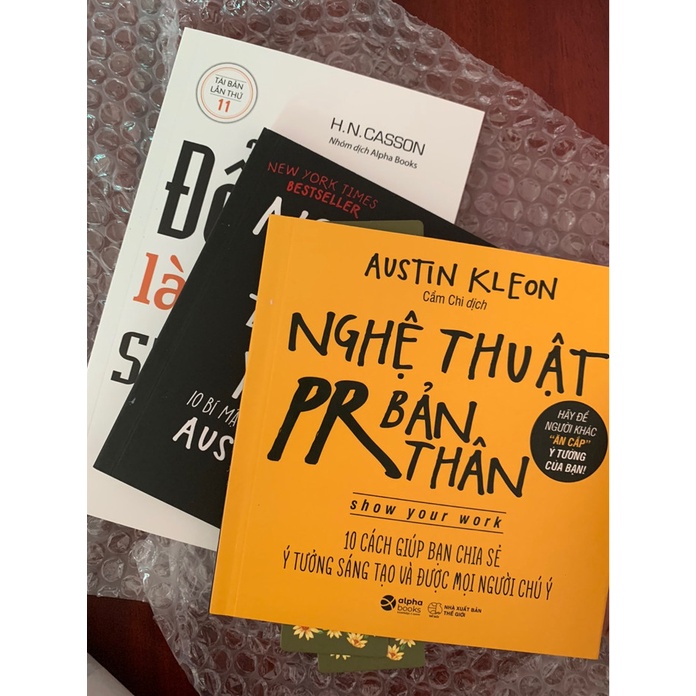 TÁI BẢN
LẦN THỨ
11
H.N.CASSON
Nhóm dịch Alpha Books
là
NEW YORK TIMES
BESTSELLER
10 BÍ
AUSTIN KLEON
Cẩm Chi dịch
NGHỆ THUẬT
PR BẢN
THÂN
HÃY ĐỂ
NGƯỜI KHÁC
"ĂN CẮP"
Ý TƯỞNG
CỦA BẠN!
show your work
10 CÁCH GIÚP BẠN CHIA SẺ
Ý TƯỞNG SÁNG TẠO VÀ ĐƯỢC MỌI NGƯỜI CHÚ Ý
alpha
books
NHÀ XUẤT BẢN
THẾ GIỚI